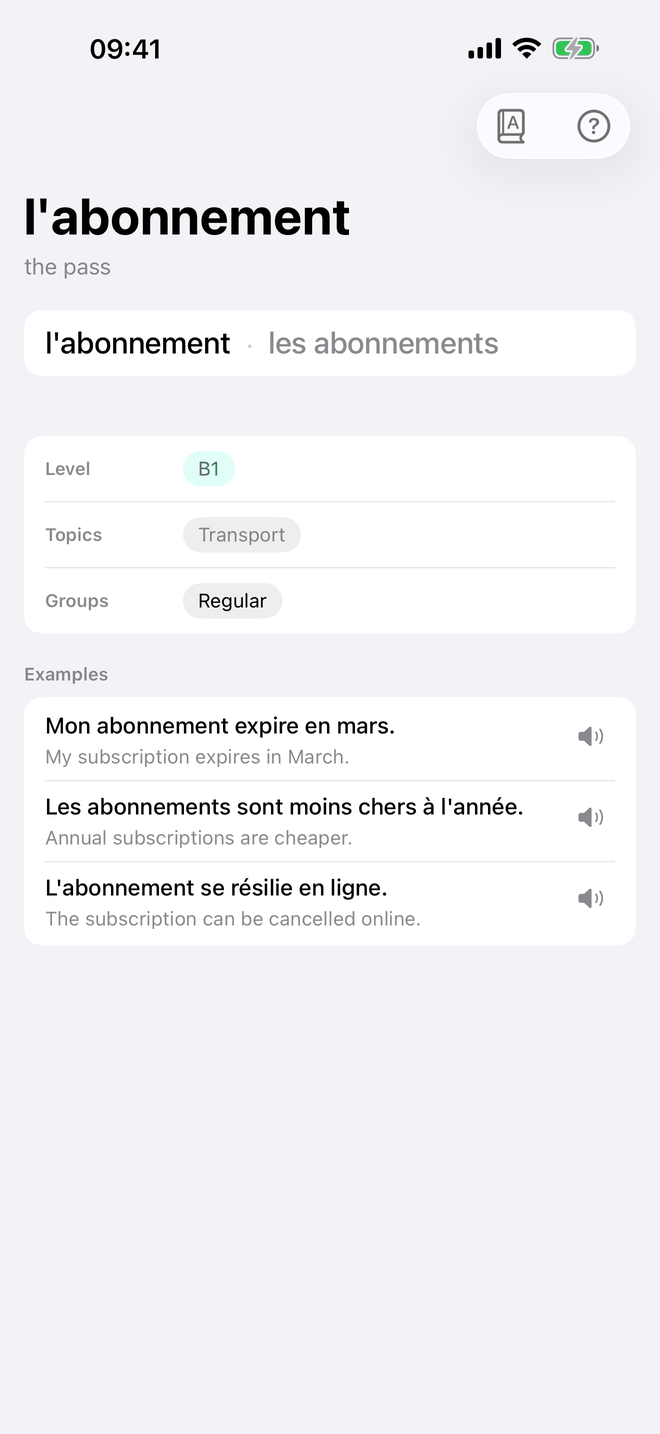 09:41
l'abonnement
the pass
l'abonnement · les abonnements
Level B1
Topics Transport
Groups Regular
Examples
Mon abonnement expire en mars.
My subscription expires in March.
Les abonnements sont moins chers à l'année.
Annual subscriptions are cheaper.
L'abonnement se résilie en ligne.
The subscription can be cancelled online.